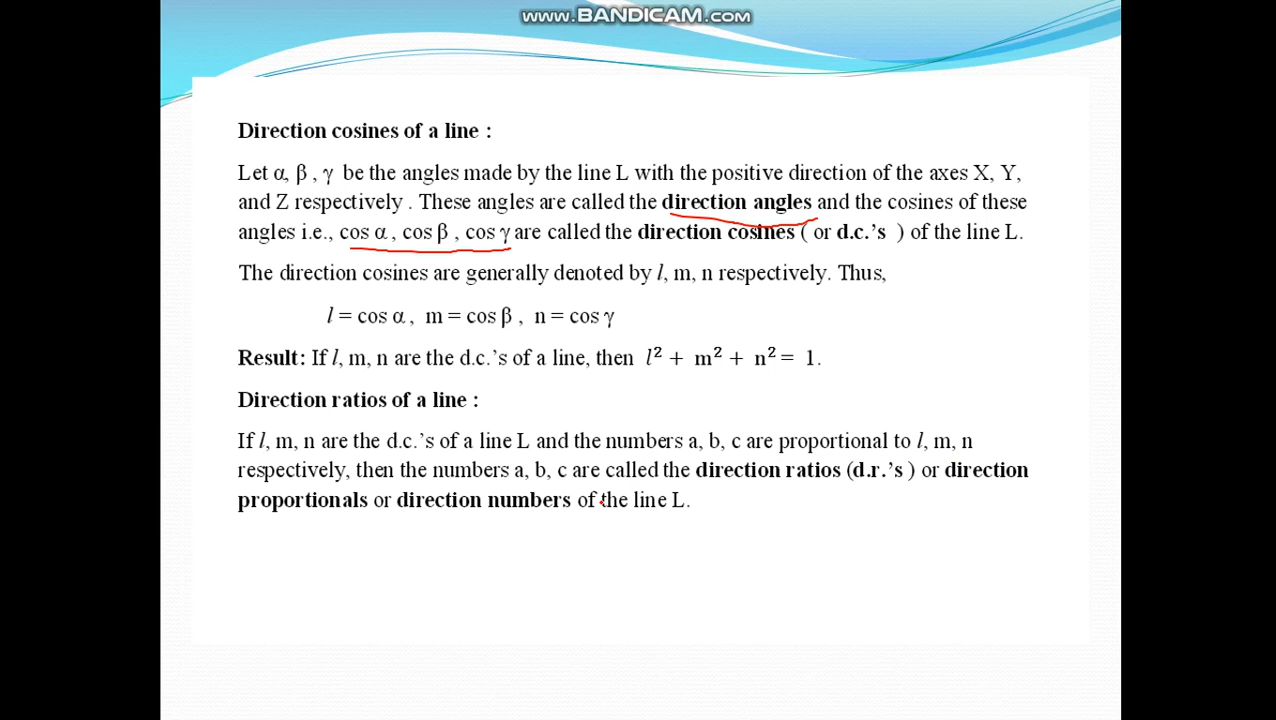 www.BANDICAM.com
Direction cosines of a line :
Let α, β , γ be the angles made by the line L with the positive direction of the axes X, Y,
and Z respectively . These angles are called the direction angles and the cosines of these
angles i.e., cos α , cos β , cos γ are called the direction cosines ( or d.c.’s ) of the line L.
The direction cosines are generally denoted by l, m, n respectively. Thus,
l = cos α , m = cos β , n = cos γ
Result: If l, m, n are the d.c.’s of a line, then l² + m² + n² = 1.
Direction ratios of a line :
If l, m, n are the d.c.’s of a line L and the numbers a, b, c are proportional to l, m, n
respectively, then the numbers a, b, c are called the direction ratios (d.r.’s ) or direction
proportionals or direction numbers of the line L.